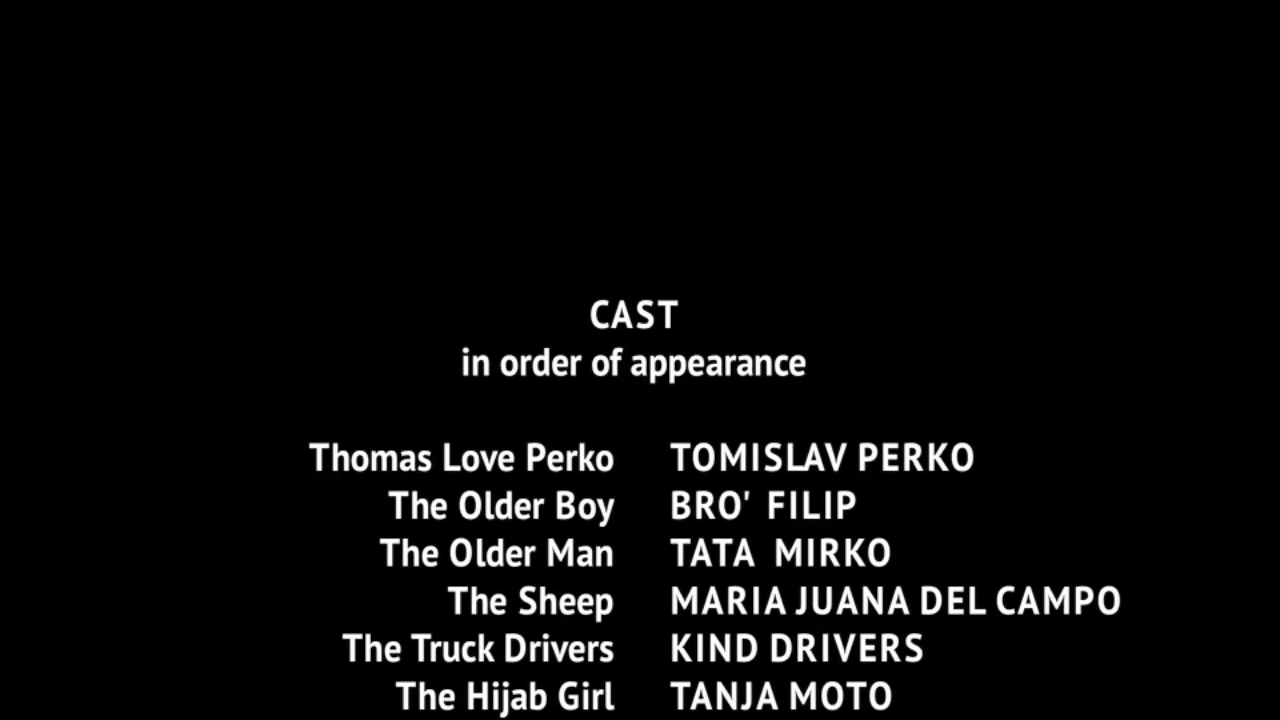 CAST
in order of appearance
Thomas Love Perko TOMISLAV PERKO
The Older Boy BRO' FILIP
The Older Man TATA MIRKO
The Sheep MARIA JUANA DEL CAMPO
The Truck Drivers KIND DRIVERS
The Hijab Girl TANJA MOTO